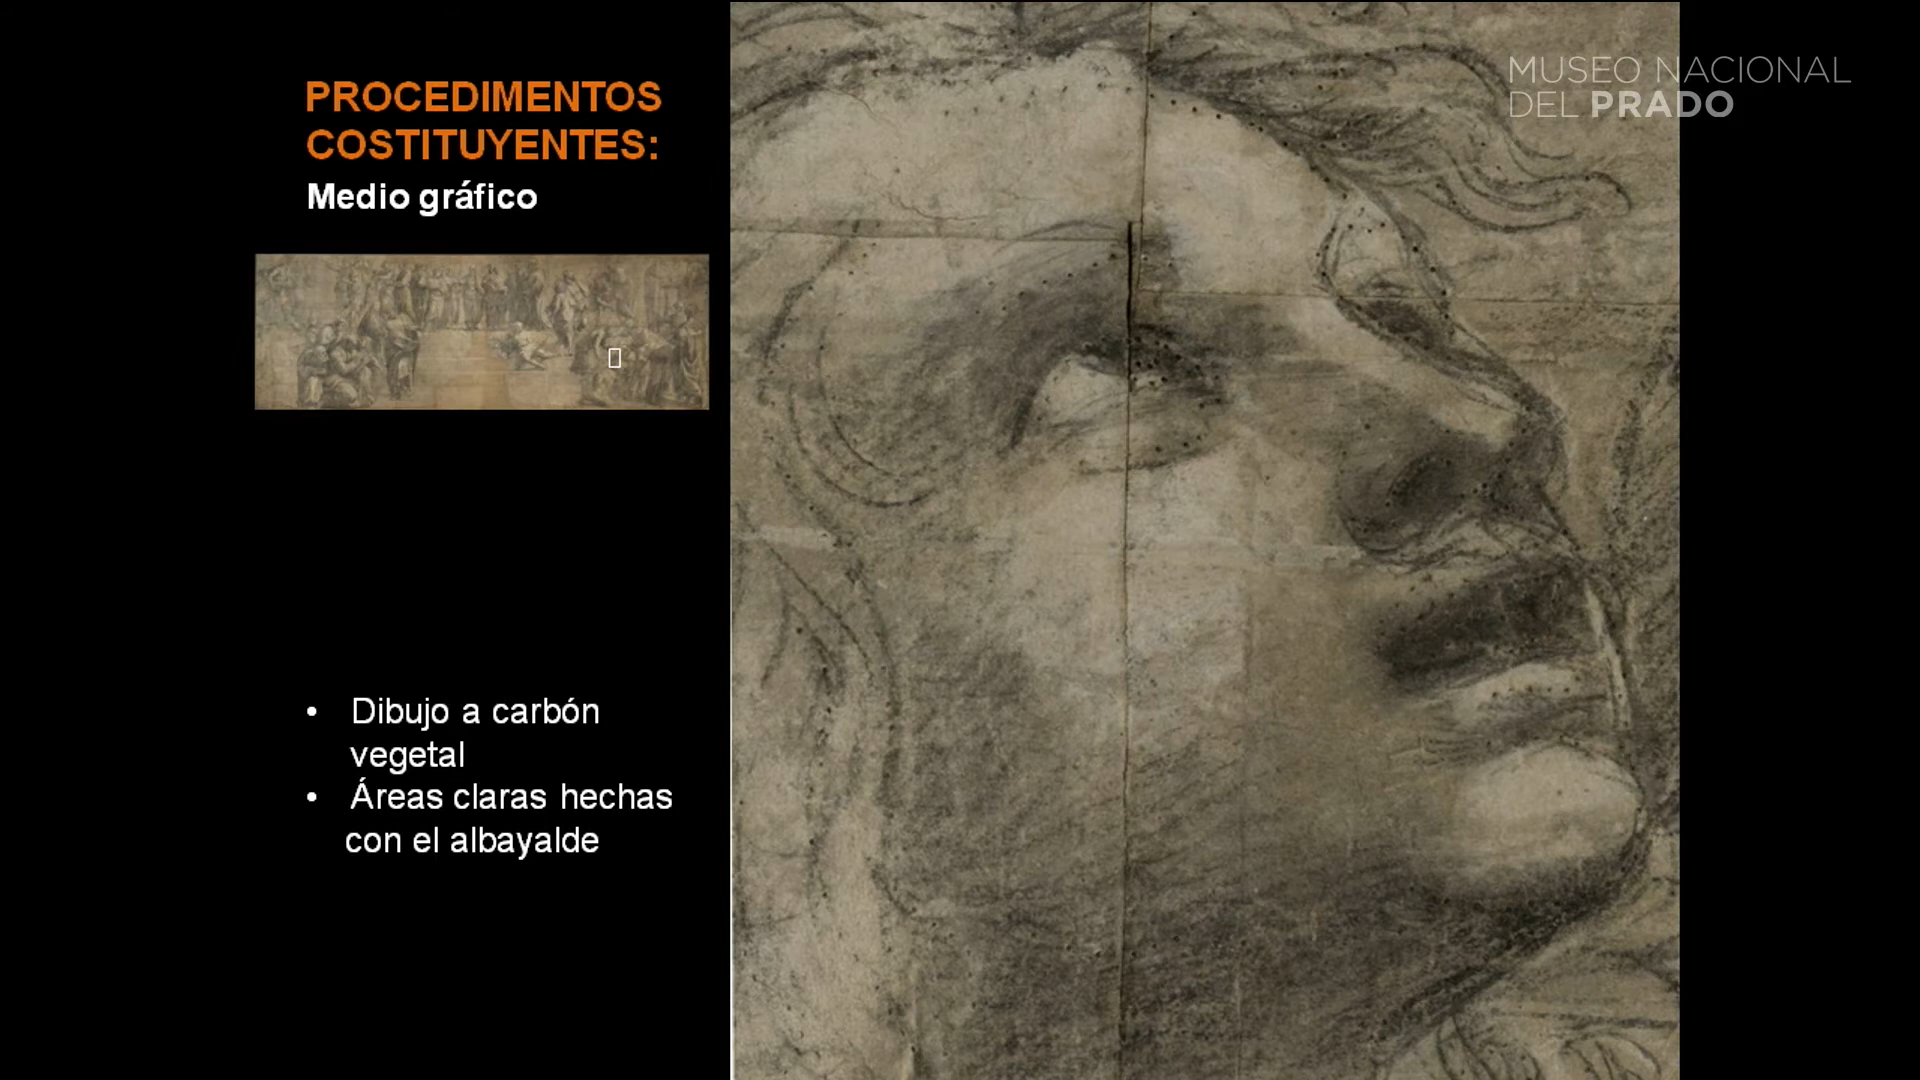 PROCEDIMENTOS
COSTITUYENTES:
Medio gráfico
• Dibujo a carbón
vegetal
• Áreas claras hechas
con el albayalde
MUSEO NACIONAL
DEL PRADO